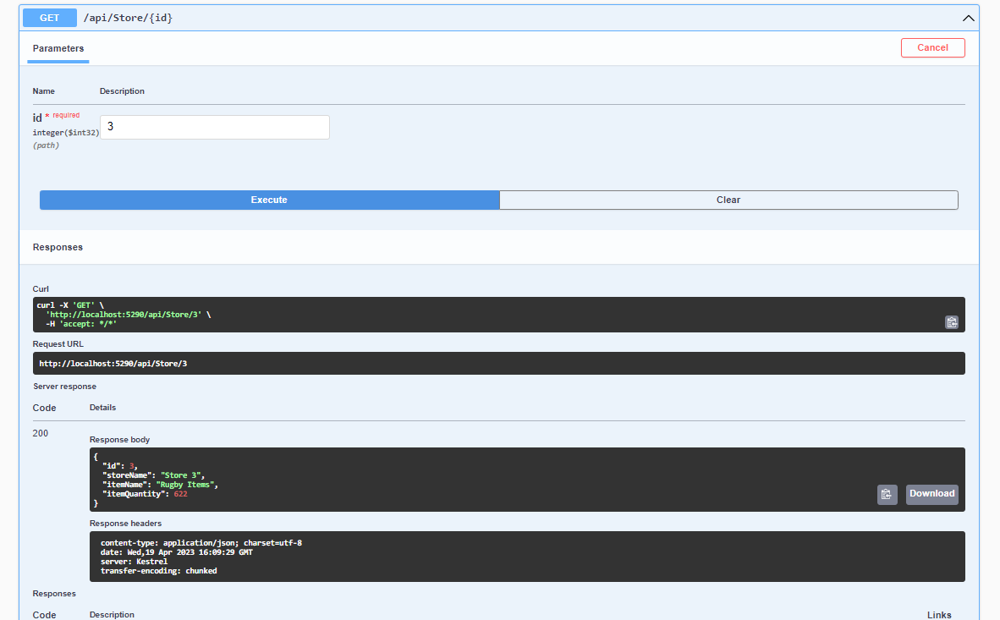 GET /api/Store/{id}
Parameters
Cancel
Name Description
id * required
integer($int32)
(path)
3
Execute Clear
Responses
Curl
curl -X 'GET' \
'http://localhost:5290/api/Store/3' \
-H 'accept: */*'
Request URL
http://localhost:5290/api/Store/3
Server response
Code Details
200
Response body
{
"id": 3,
"storeName": "Store 3",
"itemName": "Rugby Items",
"itemQuantity": 622
}
Download
Response headers
content-type: application/json; charset=utf-8
date: Wed,19 Apr 2023 16:09:29 GMT
server: Kestrel
transfer-encoding: chunked
Responses
Code Description Links